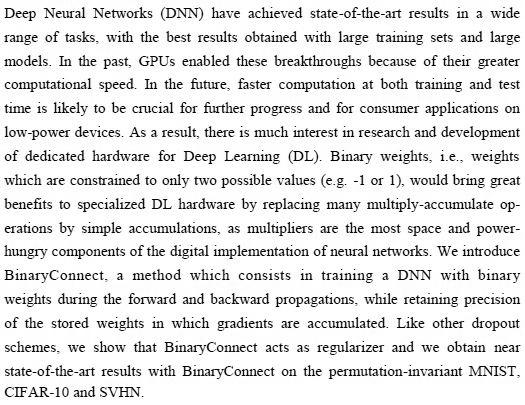 Deep Neural Networks (DNN) have achieved state-of-the-art results in a wide
range of tasks, with the best results obtained with large training sets and large
models. In the past, GPUs enabled these breakthroughs because of their greater
computational speed. In the future, faster computation at both training and test
time is likely to be crucial for further progress and for consumer applications on
low-power devices. As a result, there is much interest in research and development
of dedicated hardware for Deep Learning (DL). Binary weights, i.e., weights
which are constrained to only two possible values (e.g. -1 or 1), would bring great
benefits to specialized DL hardware by replacing many multiply-accumulate op-
erations by simple accumulations, as multipliers are the most space and power-
hungry components of the digital implementation of neural networks. We introduce
BinaryConnect, a method which consists in training a DNN with binary
weights during the forward and backward propagations, while retaining precision
of the stored weights in which gradients are accumulated. Like other dropout
schemes, we show that BinaryConnect acts as regularizer and we obtain near
state-of-the-art results with BinaryConnect on the permutation-invariant MNIST,
CIFAR-10 and SVHN.